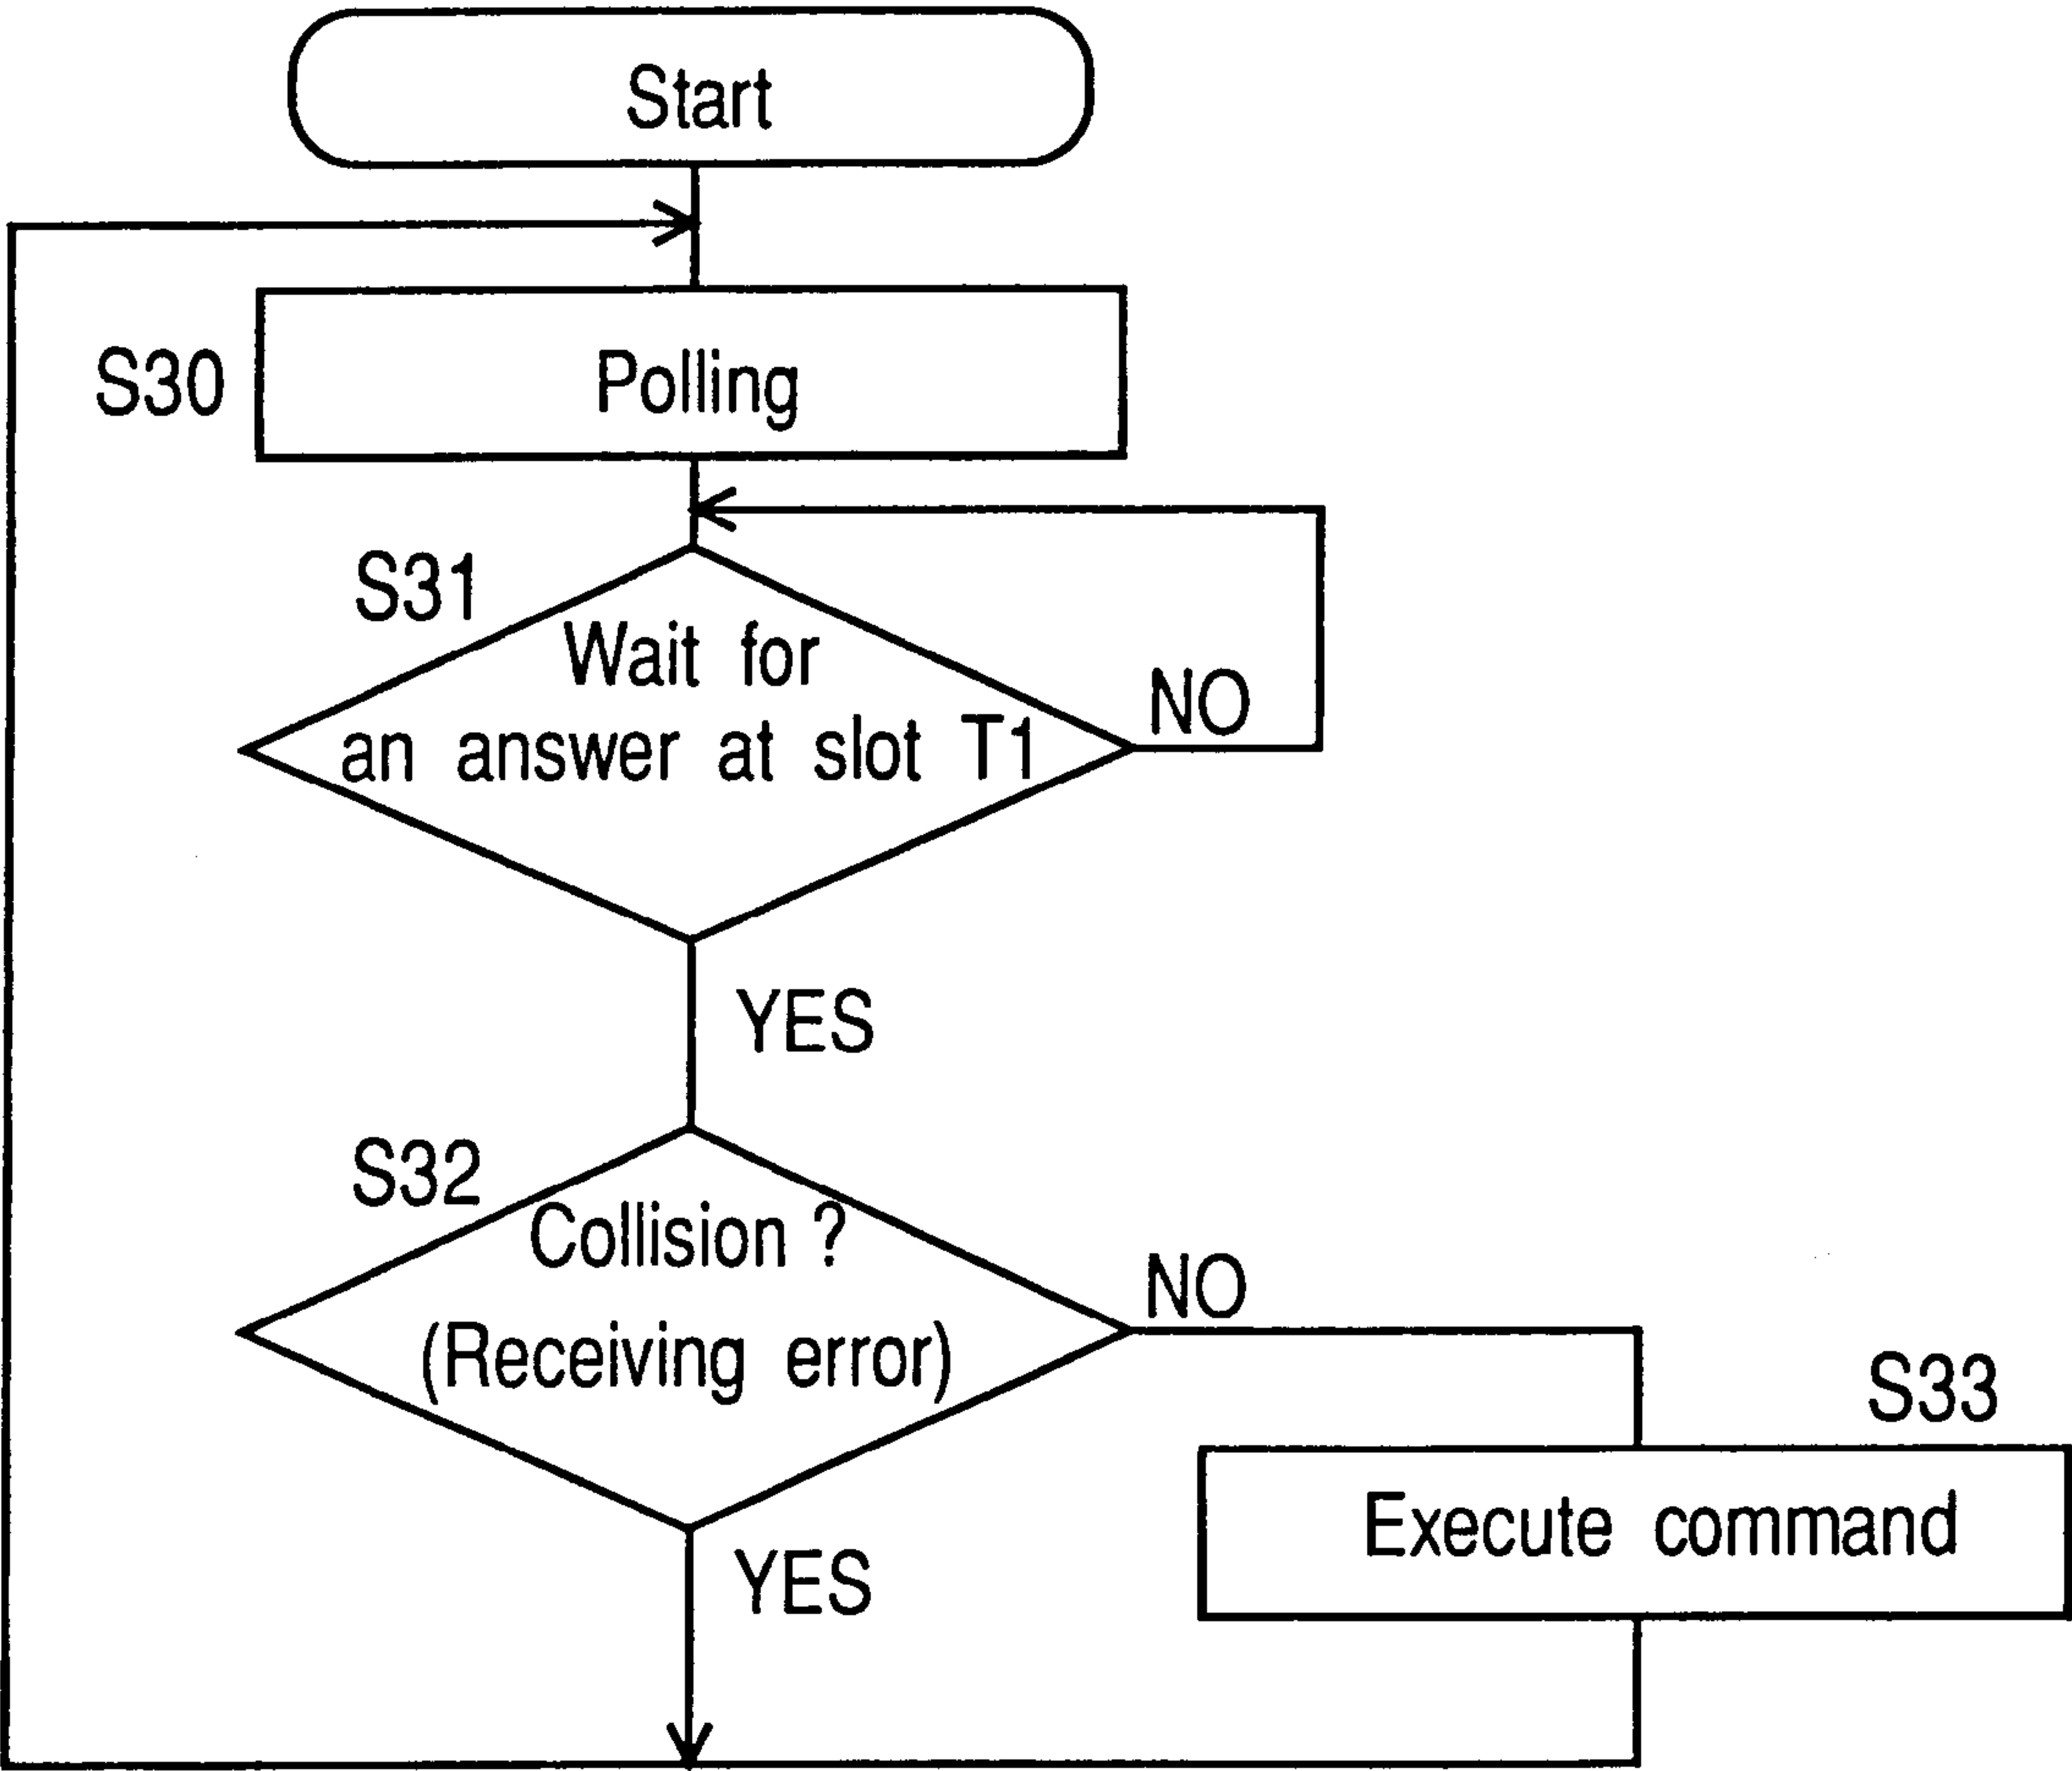 Start
S30
Polling
S31
Wait for
an answer at slot T1
NO
YES
S32
Collision ?
(Receiving error)
NO
S33
Execute command
YES